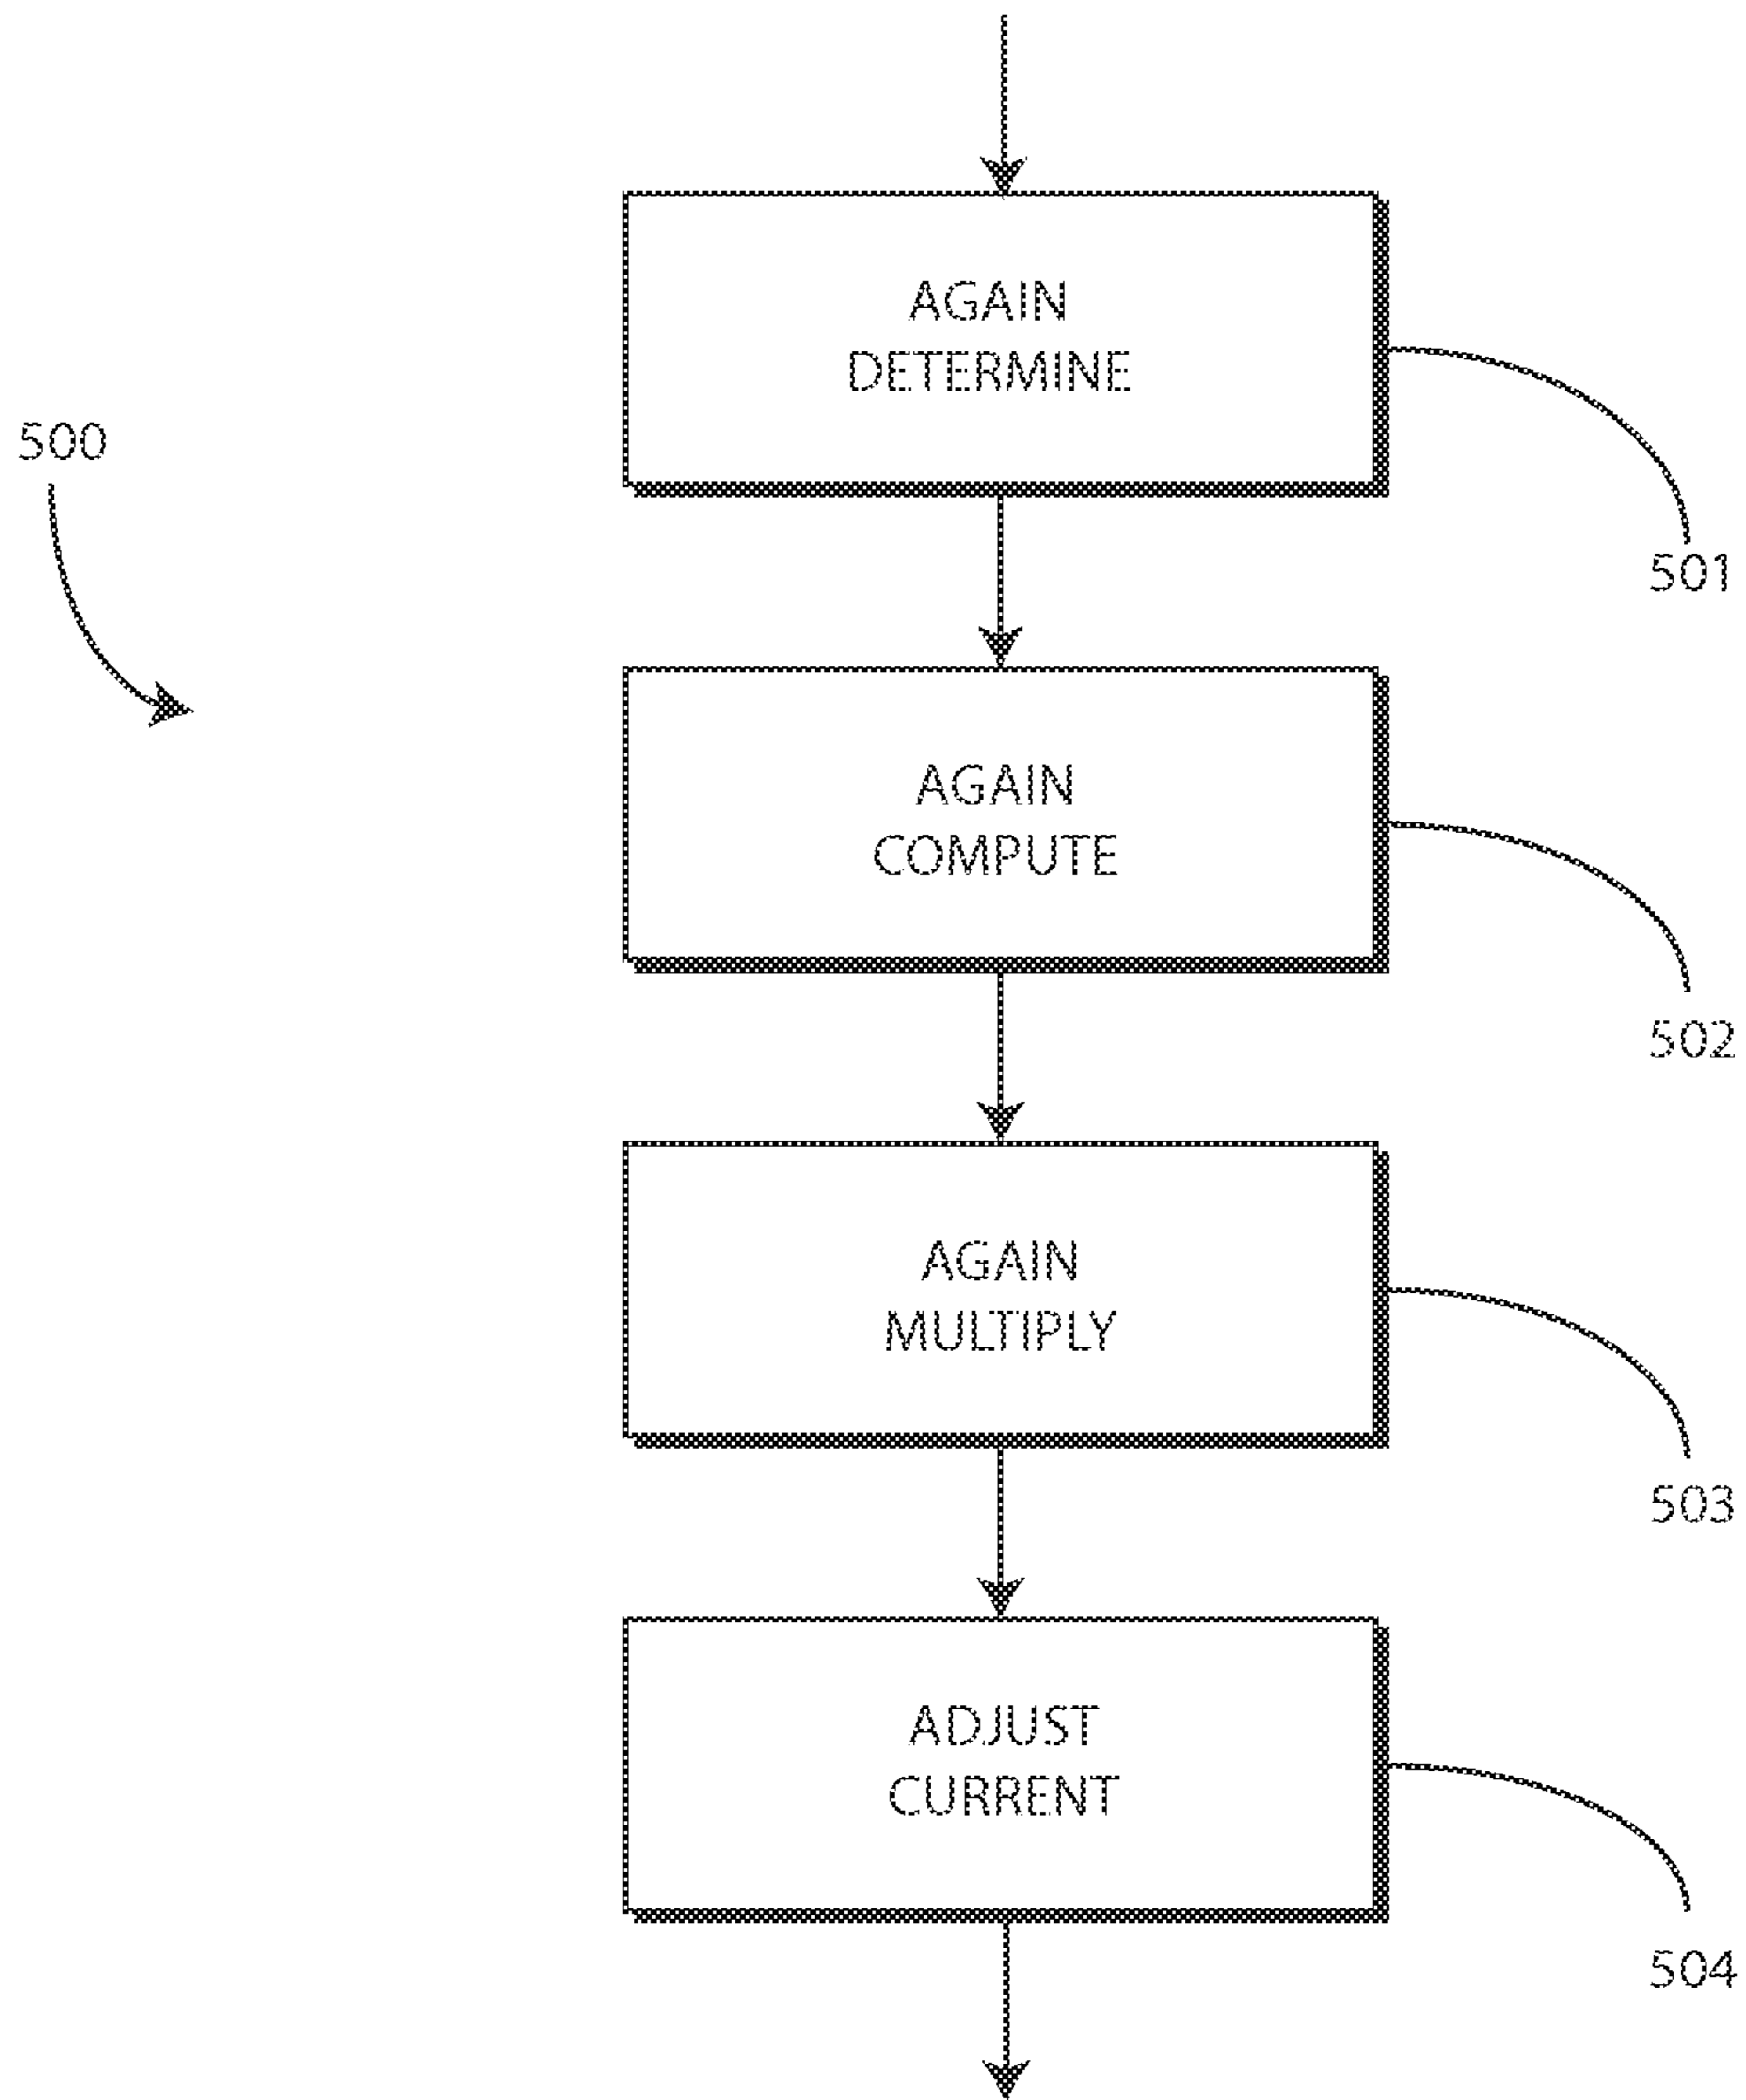 AGAIN
DETERMINE
500
501
AGAIN
COMPUTE
502
AGAIN
MULTIPLY
503
ADJUST
CURRENT
504